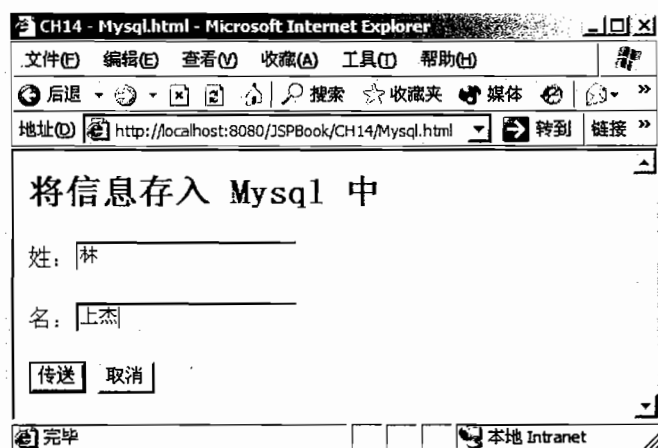 CH14 - Mysql.html - Microsoft Internet Explorer
文件(F) 编辑(E) 查看(V) 收藏(A) 工具(T) 帮助(H)
后退 搜索 收藏夹 媒体 »
地址(D) http://localhost:8080/JSPBook/CH14/Mysql.html 转到 链接 »
将信息存入 Mysql 中
姓：林
名：上杰
传送 取消
完毕 本地 Intranet